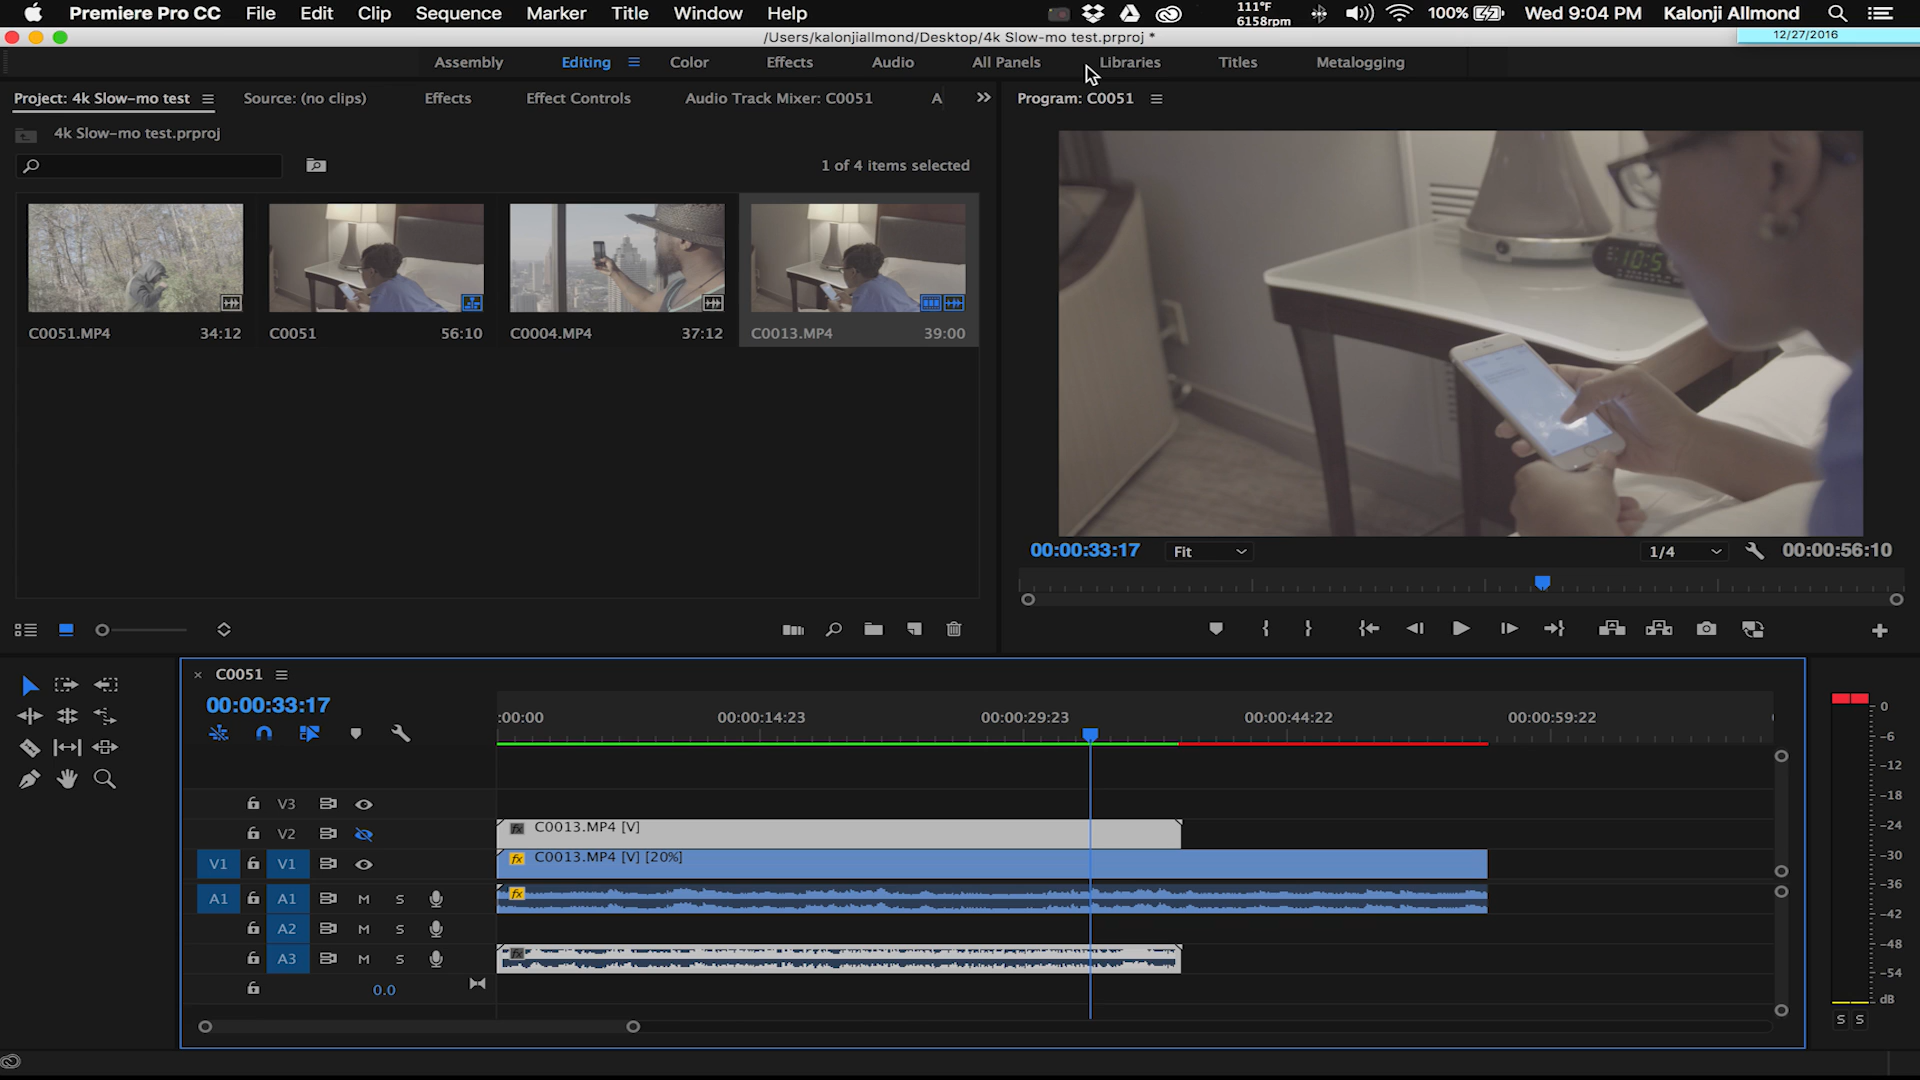 Premiere Pro CC File Edit Clip Sequence Marker Title Window Help 111°F 6158rpm 100% Wed 9:04 PM Kalonji Allmond
/Users/kalonjiallmond/Desktop/4k Slow-mo test.prproj *
12/27/2016
Assembly Editing Color Effects Audio All Panels Libraries Titles Metalogging
Project: 4k Slow-mo test Source: (no clips) Effects Effect Controls Audio Track Mixer: C0051 A
Program: C0051
4k Slow-mo test.prproj
1 of 4 items selected
C0051.MP4 34:12 C0051 56:10 C0004.MP4 37:12 C0013.MP4 39:00
00:00:33:17 Fit 1/4 00:00:56:10
C0051
00:00:33:17
:00:00 00:00:14:23 00:00:29:23 00:00:44:22 00:00:59:22
V3
V2 fx C0013.MP4 [V]
V1 V1 fx C0013.MP4 [V] [20%]
A1 A1 M S fx
A2 M S
A3 M S fx
0.0
0
-6
-12
-18
-24
-30
-36
-42
-48
-54
dB
S S